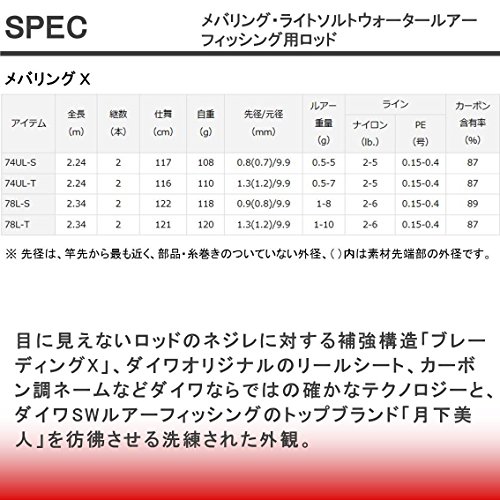 SPEC
メバリング・ライトソルトウォータールアー
フィッシング用ロッド
メバリング X
アイテム 全長(m) 継数(本) 仕舞(cm) 自重(g) 先径/元径(mm) ルアー重量(g) ライン ナイロン(lb.) PE(号) カーボン含有率(%)
74UL-S 2.24 2 117 108 0.8(0.7)/9.9 0.5-5 2-5 0.15-0.4 87
74UL-T 2.24 2 116 110 1.3(1.2)/9.9 0.5-7 2-5 0.15-0.4 87
78L-S 2.34 2 122 118 0.9(0.8)/9.9 1-8 2-6 0.15-0.4 89
78L-T 2.34 2 121 120 1.3(1.2)/9.9 1-10 2-6 0.15-0.4 87
※ 先径は、竿先から最も近く、部品・糸巻きのついていない外径、( )内は素材先端部の外径です。
目に見えないロッドのネジレに対する補強構造「ブレー
ディングX」、ダイワオリジナルのリールシート、カーボ
ン調ネームなどダイワならではの確かなテクノロジーと、
ダイワSWルアーフィッシングのトップブランド「月下美
人」を彷彿させる洗練された外観。